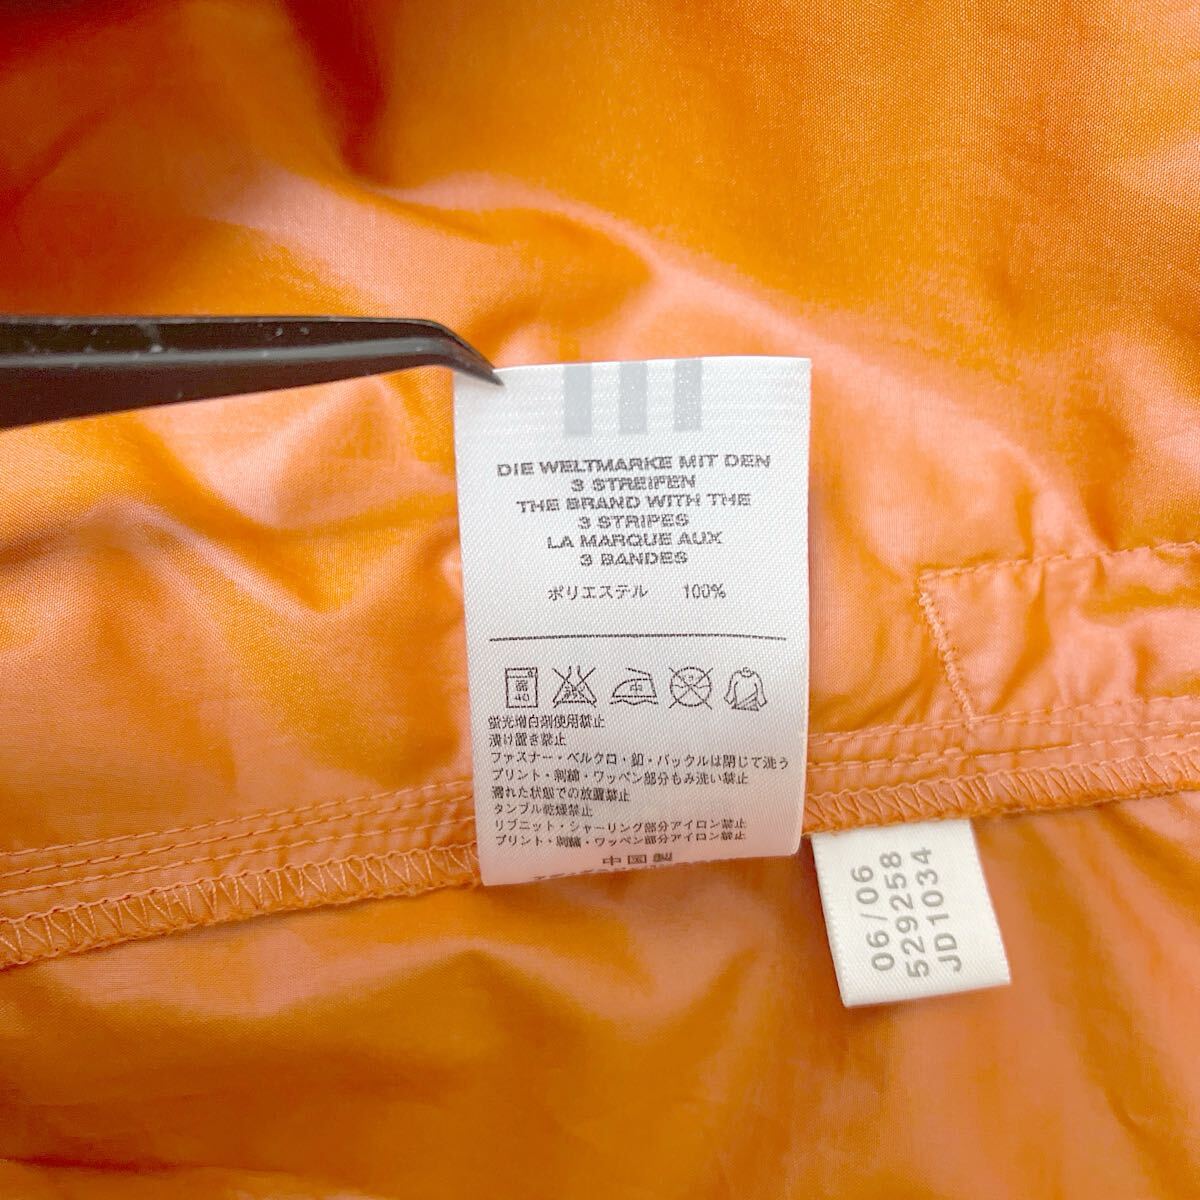 DIE WELTMARKE MIT DEN
3 STREIFEN
THE BRAND WITH THE
3 STRIPES
LA MARQUE AUX
3 BANDES
ポリエステル 100%
40
中
蛍光増白剤使用禁止
漬け置き禁止
ファスナー・ベルクロ・釦・バックルは閉じて洗う
プリント・刺繍・ワッペン部分もみ洗い禁止
濡れた状態での放置禁止
タンブル乾燥禁止
リブニット・シャーリング部分アイロン禁止
プリント・刺繍・ワッペン部分アイロン禁止
中国製
06/06
529258
JD1034